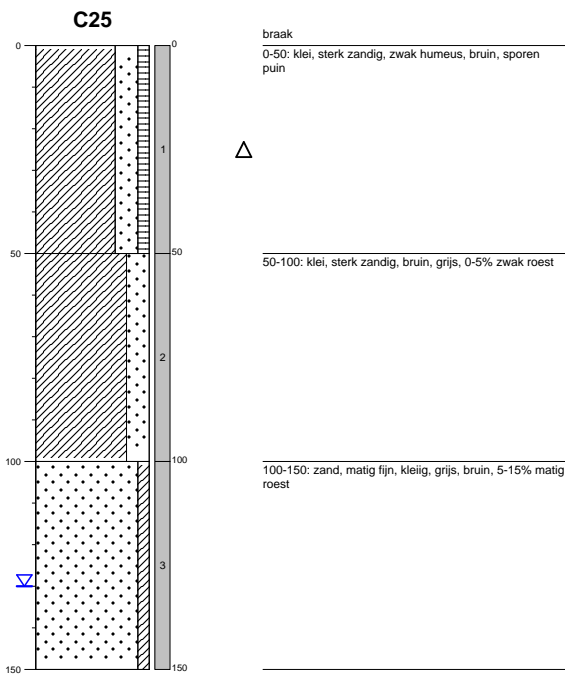 C25
braak
0
0
0-50: klei, sterk zandig, zwak humeus, bruin, sporen
puin
1
50
50
50-100: klei, sterk zandig, bruin, grijs, 0-5% zwak roest
2
100
100
100-150: zand, matig fijn, kleiig, grijs, bruin, 5-15% matig
roest
3
150
150